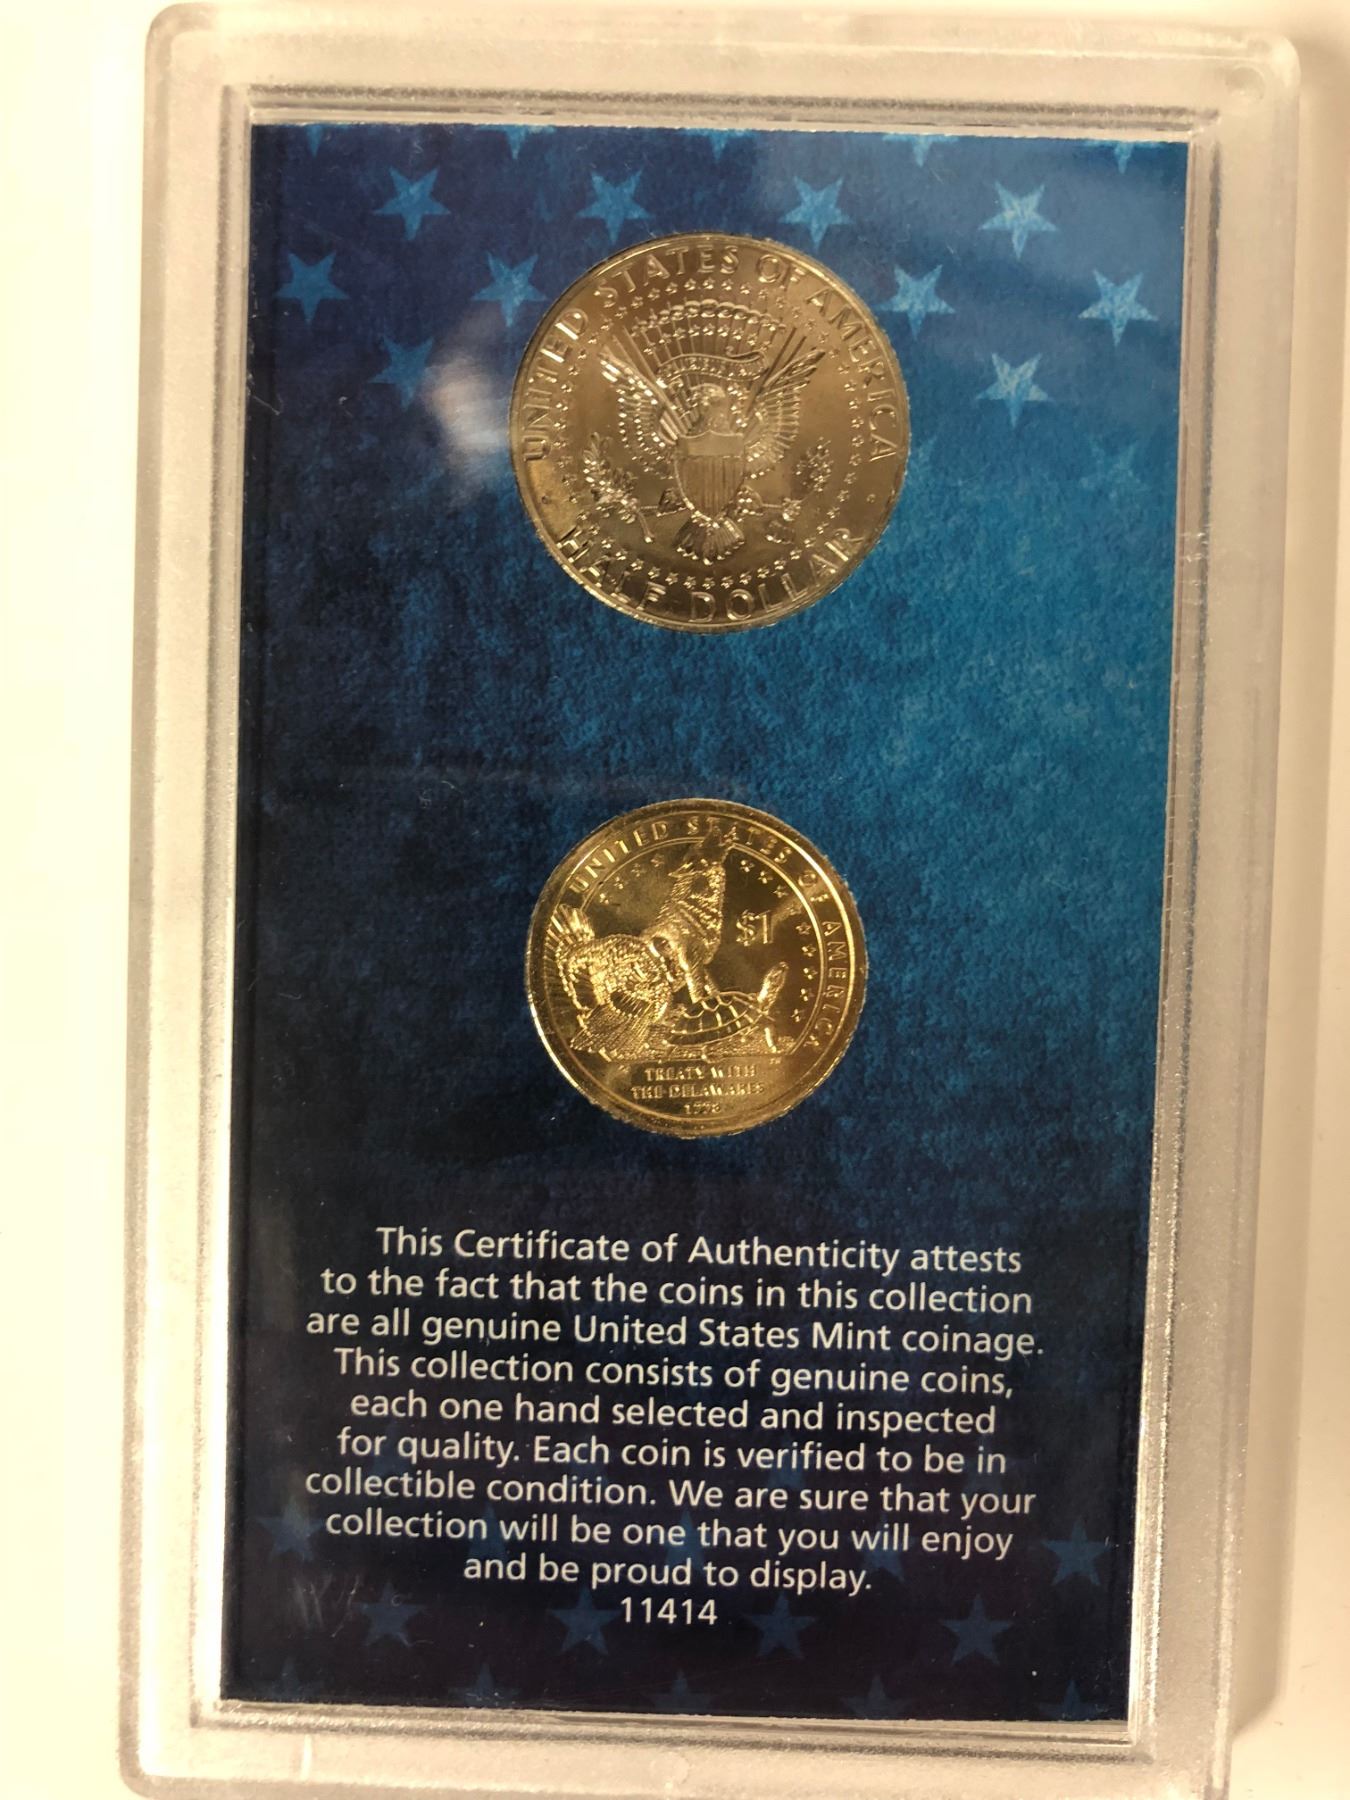 UNITED STATES OF AMERICA
HALF DOLLAR
UNITED STATES OF AMERICA
$1
TREATY WITH
THE DELAWARES
1778
This Certificate of Authenticity attests
to the fact that the coins in this collection
are all genuine United States Mint coinage.
This collection consists of genuine coins,
each one hand selected and inspected
for quality. Each coin is verified to be in
collectible condition. We are sure that your
collection will be one that you will enjoy
and be proud to display.
11414